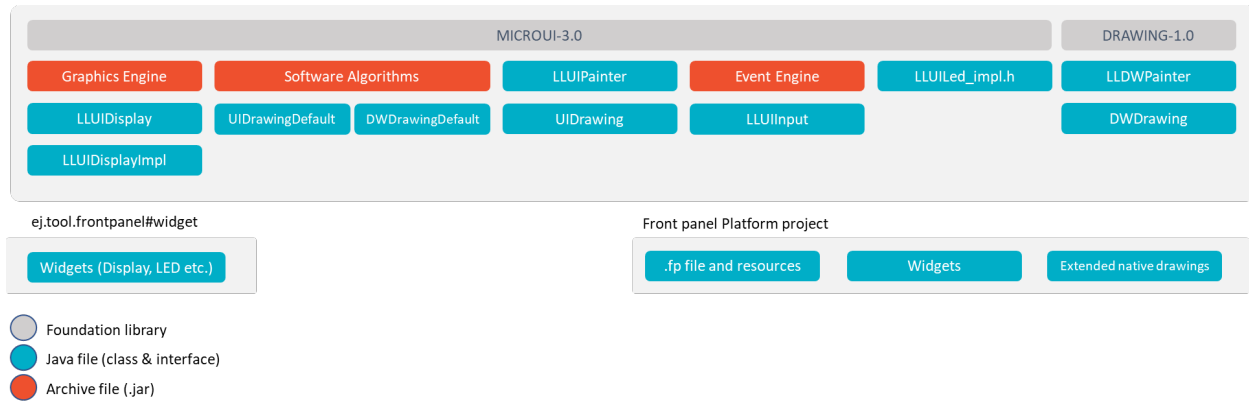 MICROUI-3.0
DRAWING-1.0
Graphics Engine
Software Algorithms
LLUIPainter
Event Engine
LLUILed_impl.h
LLDWPainter
LLUIDisplay
UIDrawingDefault
DWDrawingDefault
UIDrawing
LLUIInput
DWDrawing
LLUIDisplayImpl
ej.tool.frontpanel#widget
Front panel Platform project
Widgets (Display, LED etc.)
.fp file and resources
Widgets
Extended native drawings
Foundation library
Java file (class & interface)
Archive file (.jar)